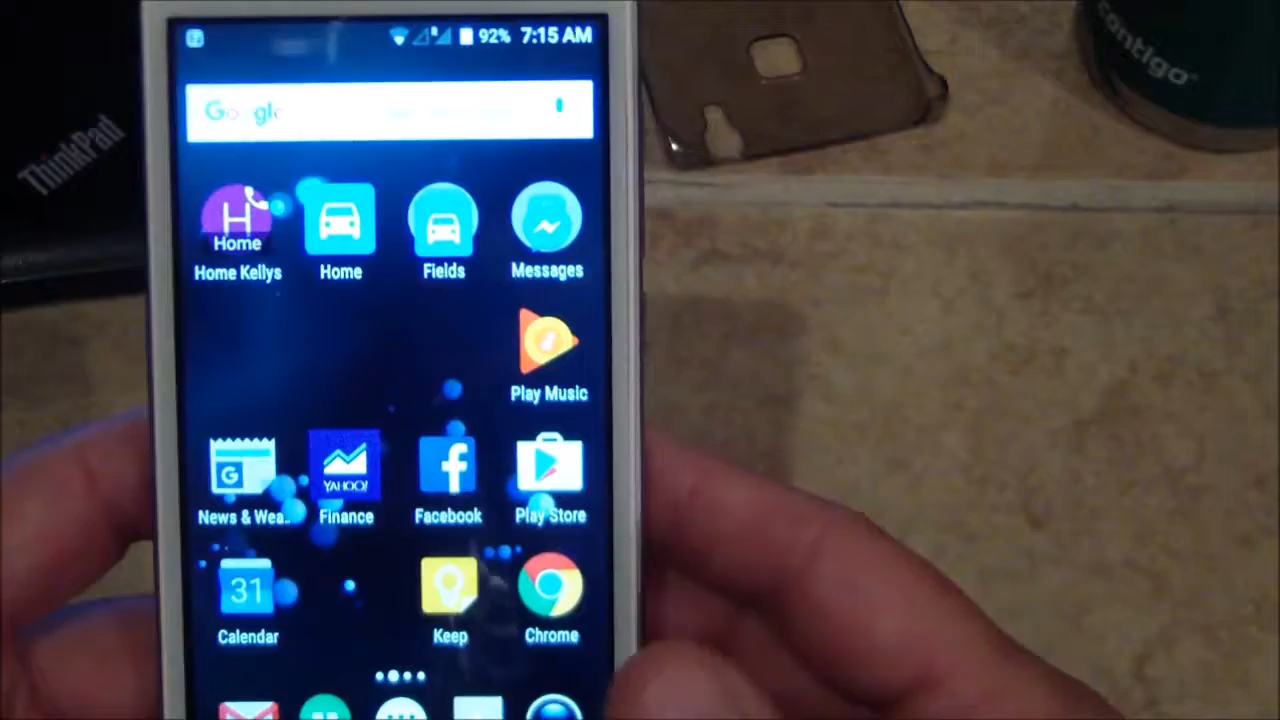 92% 7:15 AM
Google
ThinkPad
contigo
H
Home
Home Kellys Home Fields Messages
Play Music
G YAHOO! f
News & Wea.. Finance Facebook Play Store
31
Calendar Keep Chrome